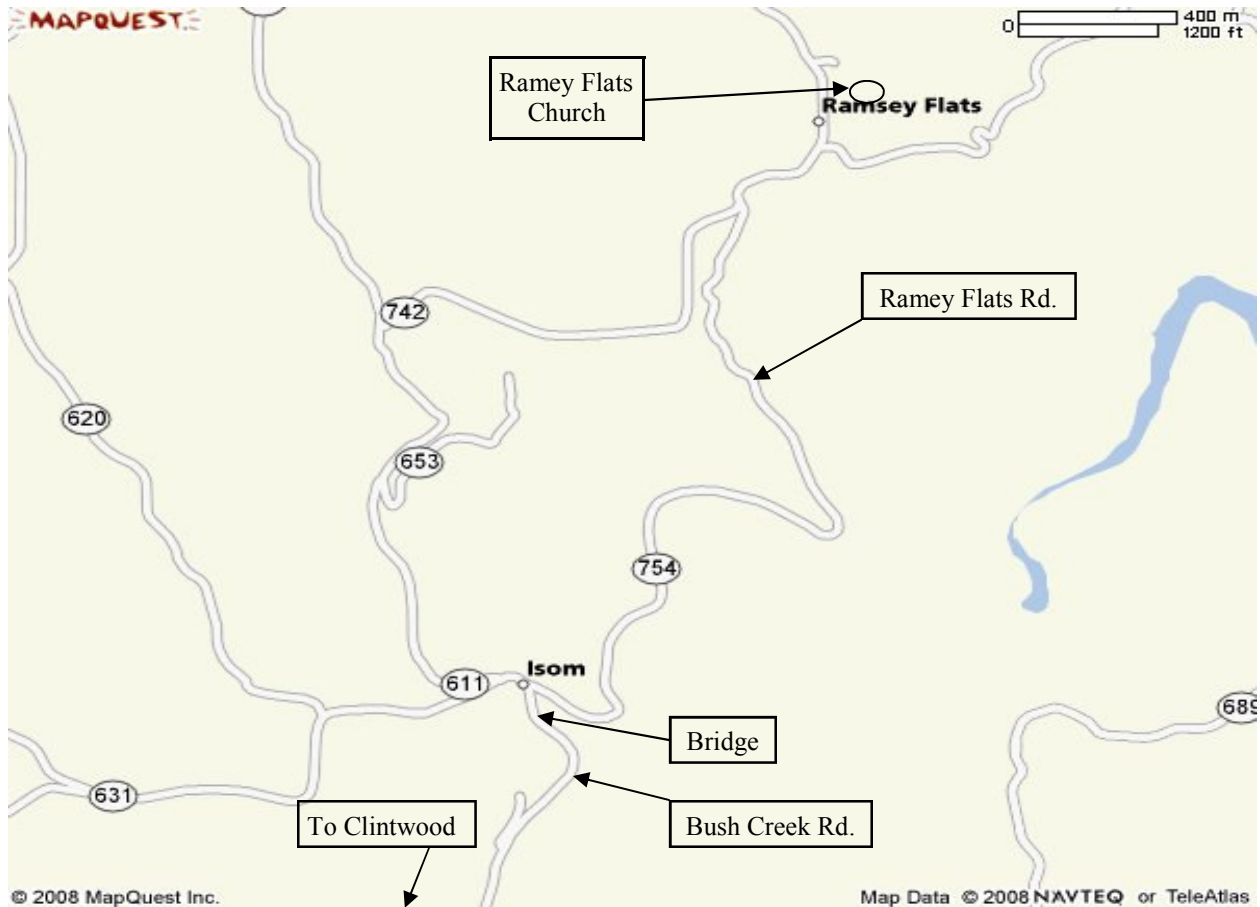 MAPQUEST
0 400 m
1200 ft
Ramey Flats
Church
Ramsey Flats
Ramey Flats Rd.
742
620
653
754
Isom
611
689
Bridge
631
To Clintwood
Bush Creek Rd.
© 2008 MapQuest Inc.
Map Data © 2008 NAVTEQ or TeleAtlas